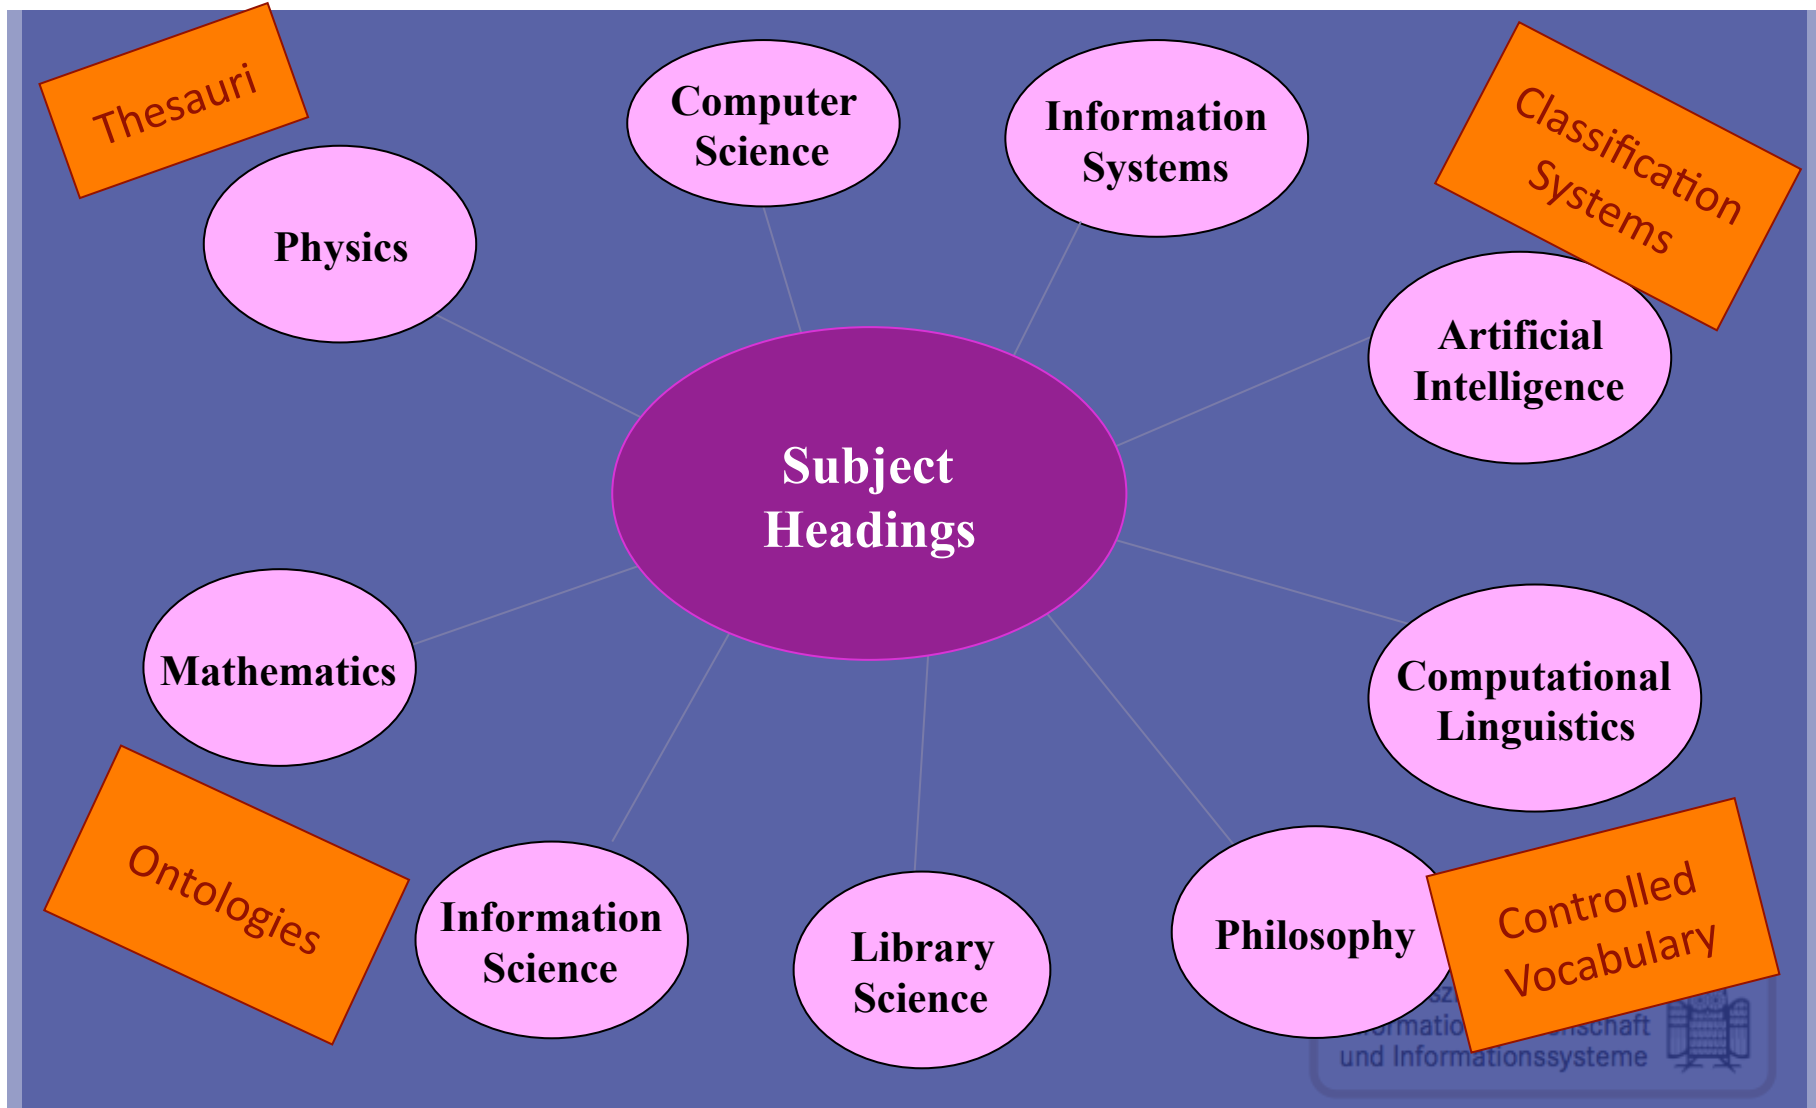 Thesauri
Computer
Science
Information
Systems
Classification
Systems
Physics
Artificial
Intelligence
Subject
Headings
Mathematics
Computational
Linguistics
Ontologies
Information
Science
Library
Science
Philosophy
Controlled
Vocabulary
und Informationssysteme